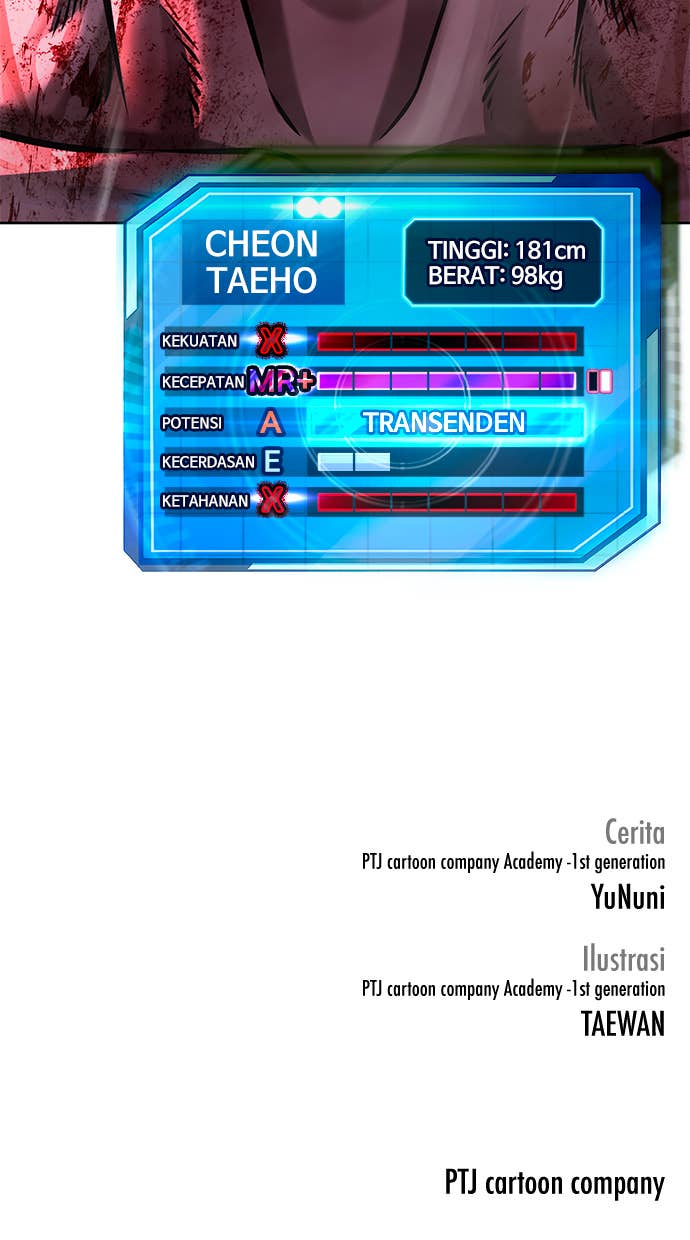 CHEON
TAEHO
TINGGI: 181cm
BERAT: 98kg
KEKUATAN X
KECEPATAN MR+
POTENSI A TRANSENDEN
KECERDASAN E
KETAHANAN X
Cerita
PTJ cartoon company Academy -1st generation
YuNuni
Ilustrasi
PTJ cartoon company Academy -1st generation
TAEWAN
PTJ cartoon company